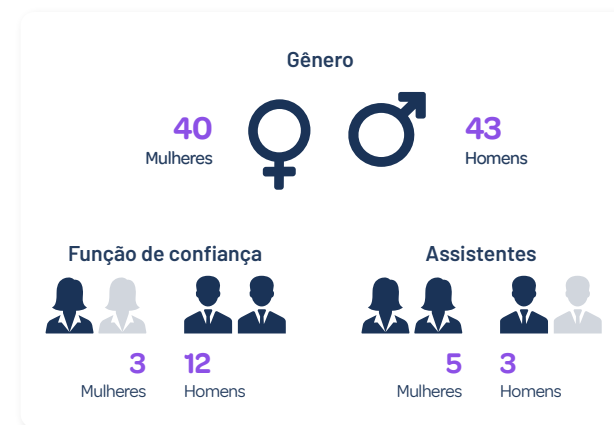 Gênero
40
Mulheres
43
Homens
Função de confiança
3
Mulheres
12
Homens
Assistentes
5
Mulheres
3
Homens